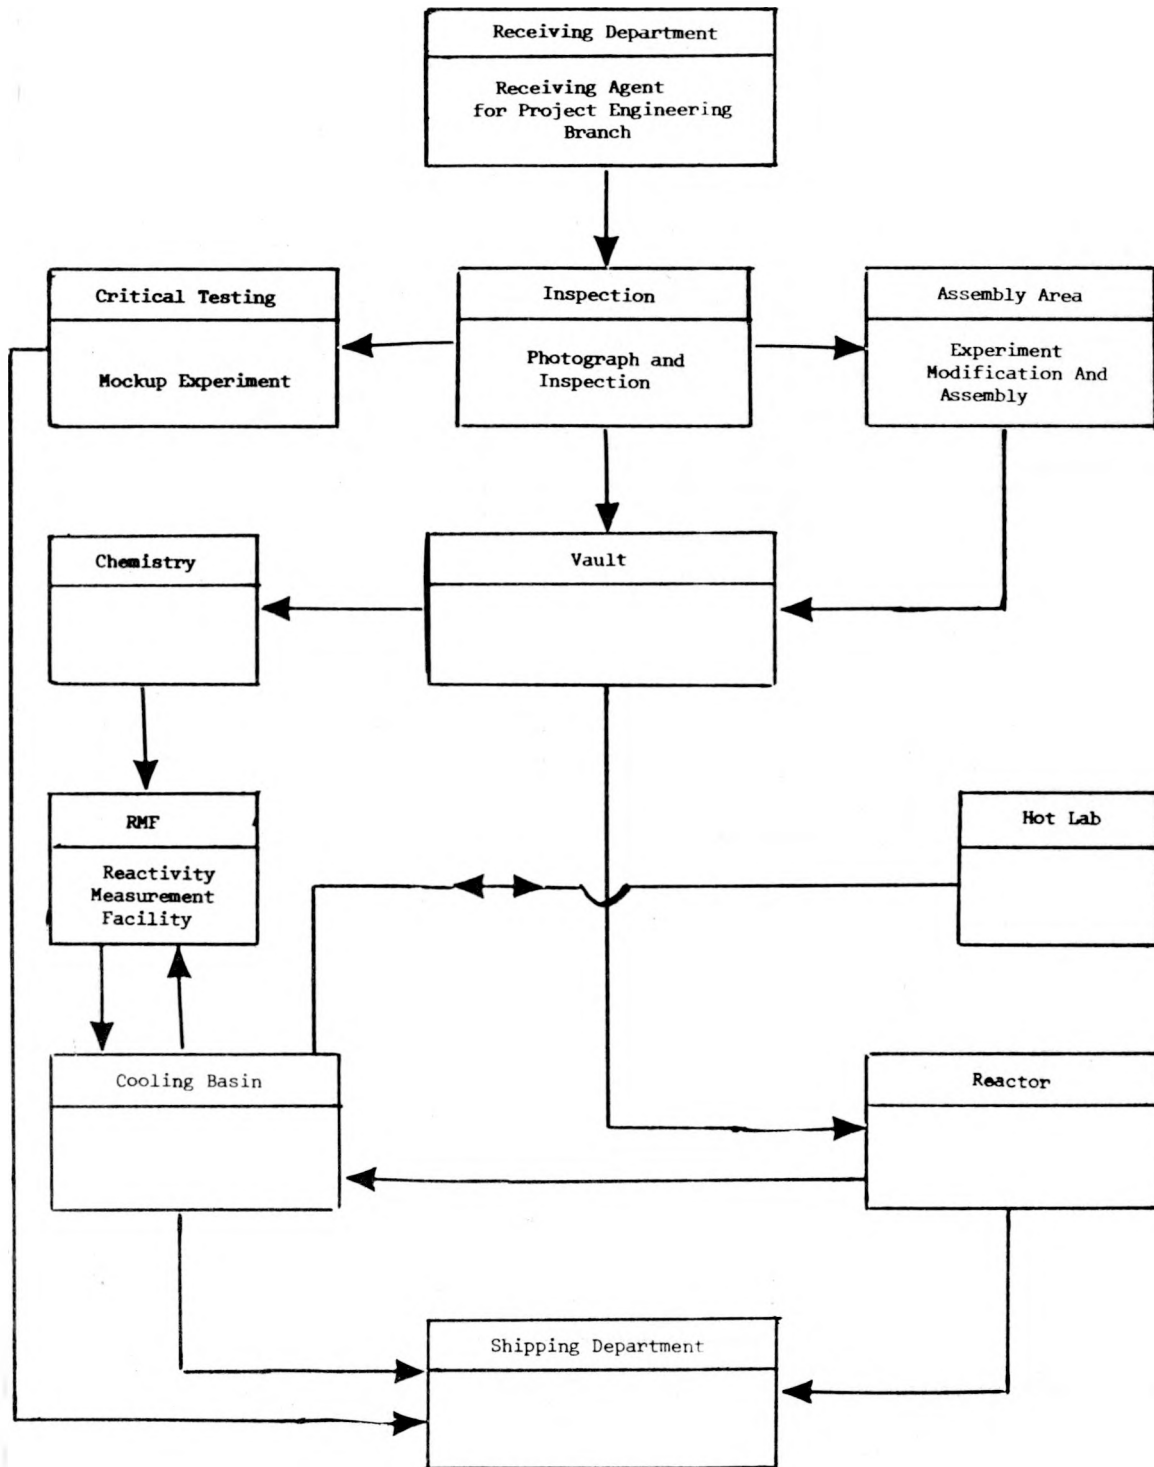 Receiving Department
Receiving Agent
for Project Engineering
Branch
Critical Testing
Mockup Experiment
Inspection
Photograph and
Inspection
Assembly Area
Experiment
Modification And
Assembly
Chemistry
Vault
RMF
Reactivity
Measurement
Facility
Hot Lab
Cooling Basin
Reactor
Shipping Department